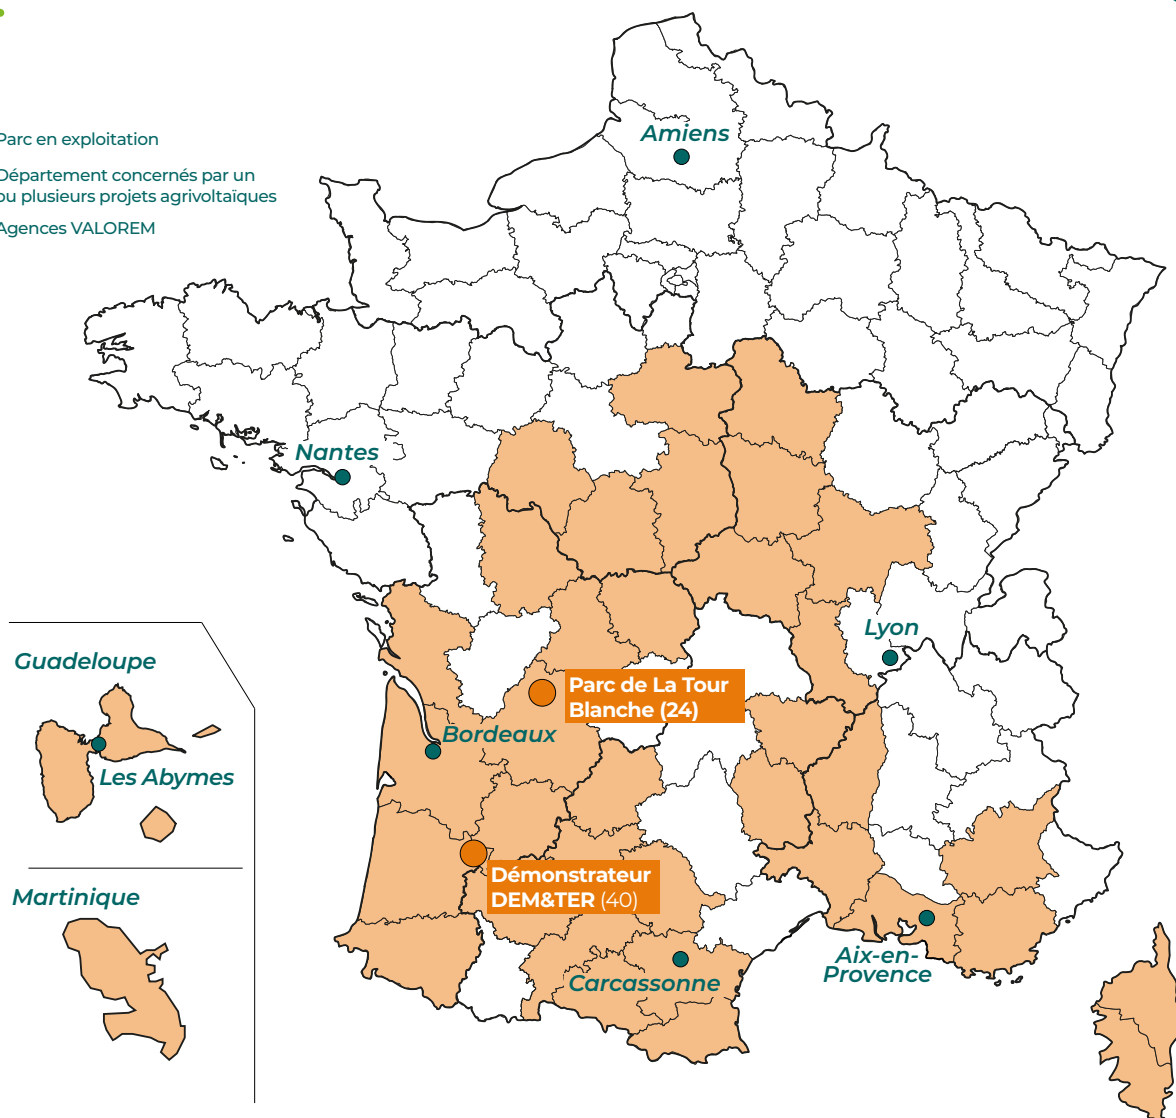 Parc en exploitation
Département concernés par un
ou plusieurs projets agrivoltaïques
Agences VALOREM
Amiens
Nantes
Lyon
Guadeloupe
Parc de La Tour
Blanche (24)
Bordeaux
Les Abymes
Démonstrateur
DEM&TER (40)
Martinique
Aix-en-
Provence
Carcassonne